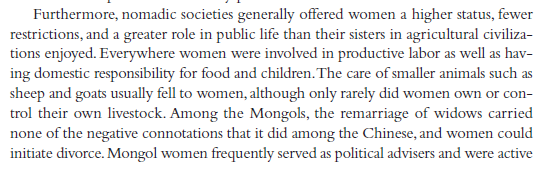 Furthermore, nomadic societies generally offered women a higher status, fewer
restrictions, and a greater role in public life than their sisters in agricultural civiliza-
tions enjoyed. Everywhere women were involved in productive labor as well as hav-
ing domestic responsibility for food and children. The care of smaller animals such as
sheep and goats usually fell to women, although only rarely did women own or con-
trol their own livestock. Among the Mongols, the remarriage of widows carried
none of the negative connotations that it did among the Chinese, and women could
initiate divorce. Mongol women frequently served as political advisers and were active